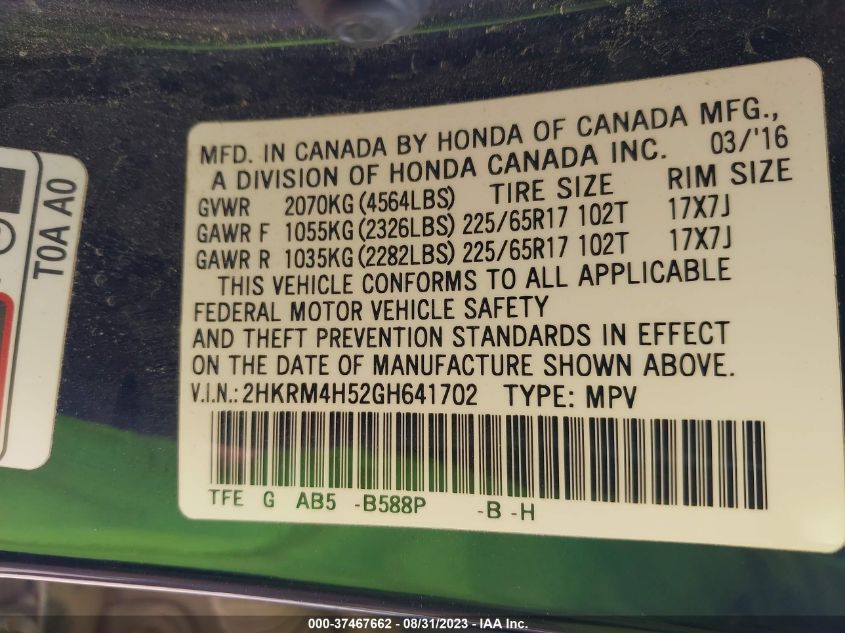 MFD. IN CANADA BY HONDA OF CANADA MFG.,
A DIVISION OF HONDA CANADA INC. 03/'16
GVWR 2070KG (4564LBS) TIRE SIZE RIM SIZE
GAWR F 1055KG (2326LBS) 225/65R17 102T 17X7J
GAWR R 1035KG (2282LBS) 225/65R17 102T 17X7J
THIS VEHICLE CONFORMS TO ALL APPLICABLE
FEDERAL MOTOR VEHICLE SAFETY
AND THEFT PREVENTION STANDARDS IN EFFECT
ON THE DATE OF MANUFACTURE SHOWN ABOVE.
V.I.N.: 2HKRM4H52GH641702 TYPE: MPV
TFE G AB5 -B588P -B -H
T0A A0
000-37467662 - 08/31/2023 - IAA Inc.